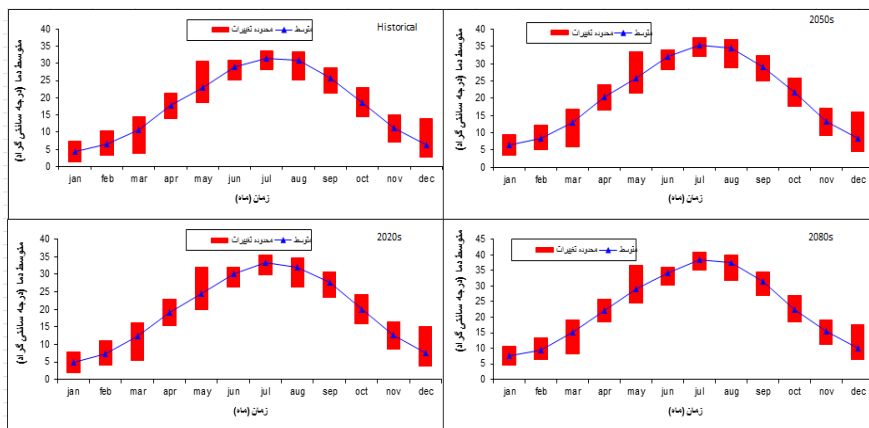 Historical
محدوده تغییرات متوسط
متوسط دما (درجه سانتی گراد)
40
35
30
25
20
15
10
5
0
jan feb mar apr may jun jul aug sep oct nov dec
زمان (ماه)
2050s
محدوده تغییرات متوسط
متوسط دما (درجه سانتی گراد)
40
35
30
25
20
15
10
5
0
jan feb mar apr may jun jul aug sep oct nov dec
زمان (ماه)
2020s
محدوده تغییرات متوسط
متوسط دما (درجه سانتی گراد)
40
35
30
25
20
15
10
5
0
jan feb mar apr may jun jul aug sep oct nov dec
زمان (ماه)
2080s
محدوده تغییرات متوسط
متوسط دما (درجه سانتی گراد)
45
40
35
30
25
20
15
10
5
0
jan feb mar apr may jun jul aug sep oct nov dec
زمان (ماه)